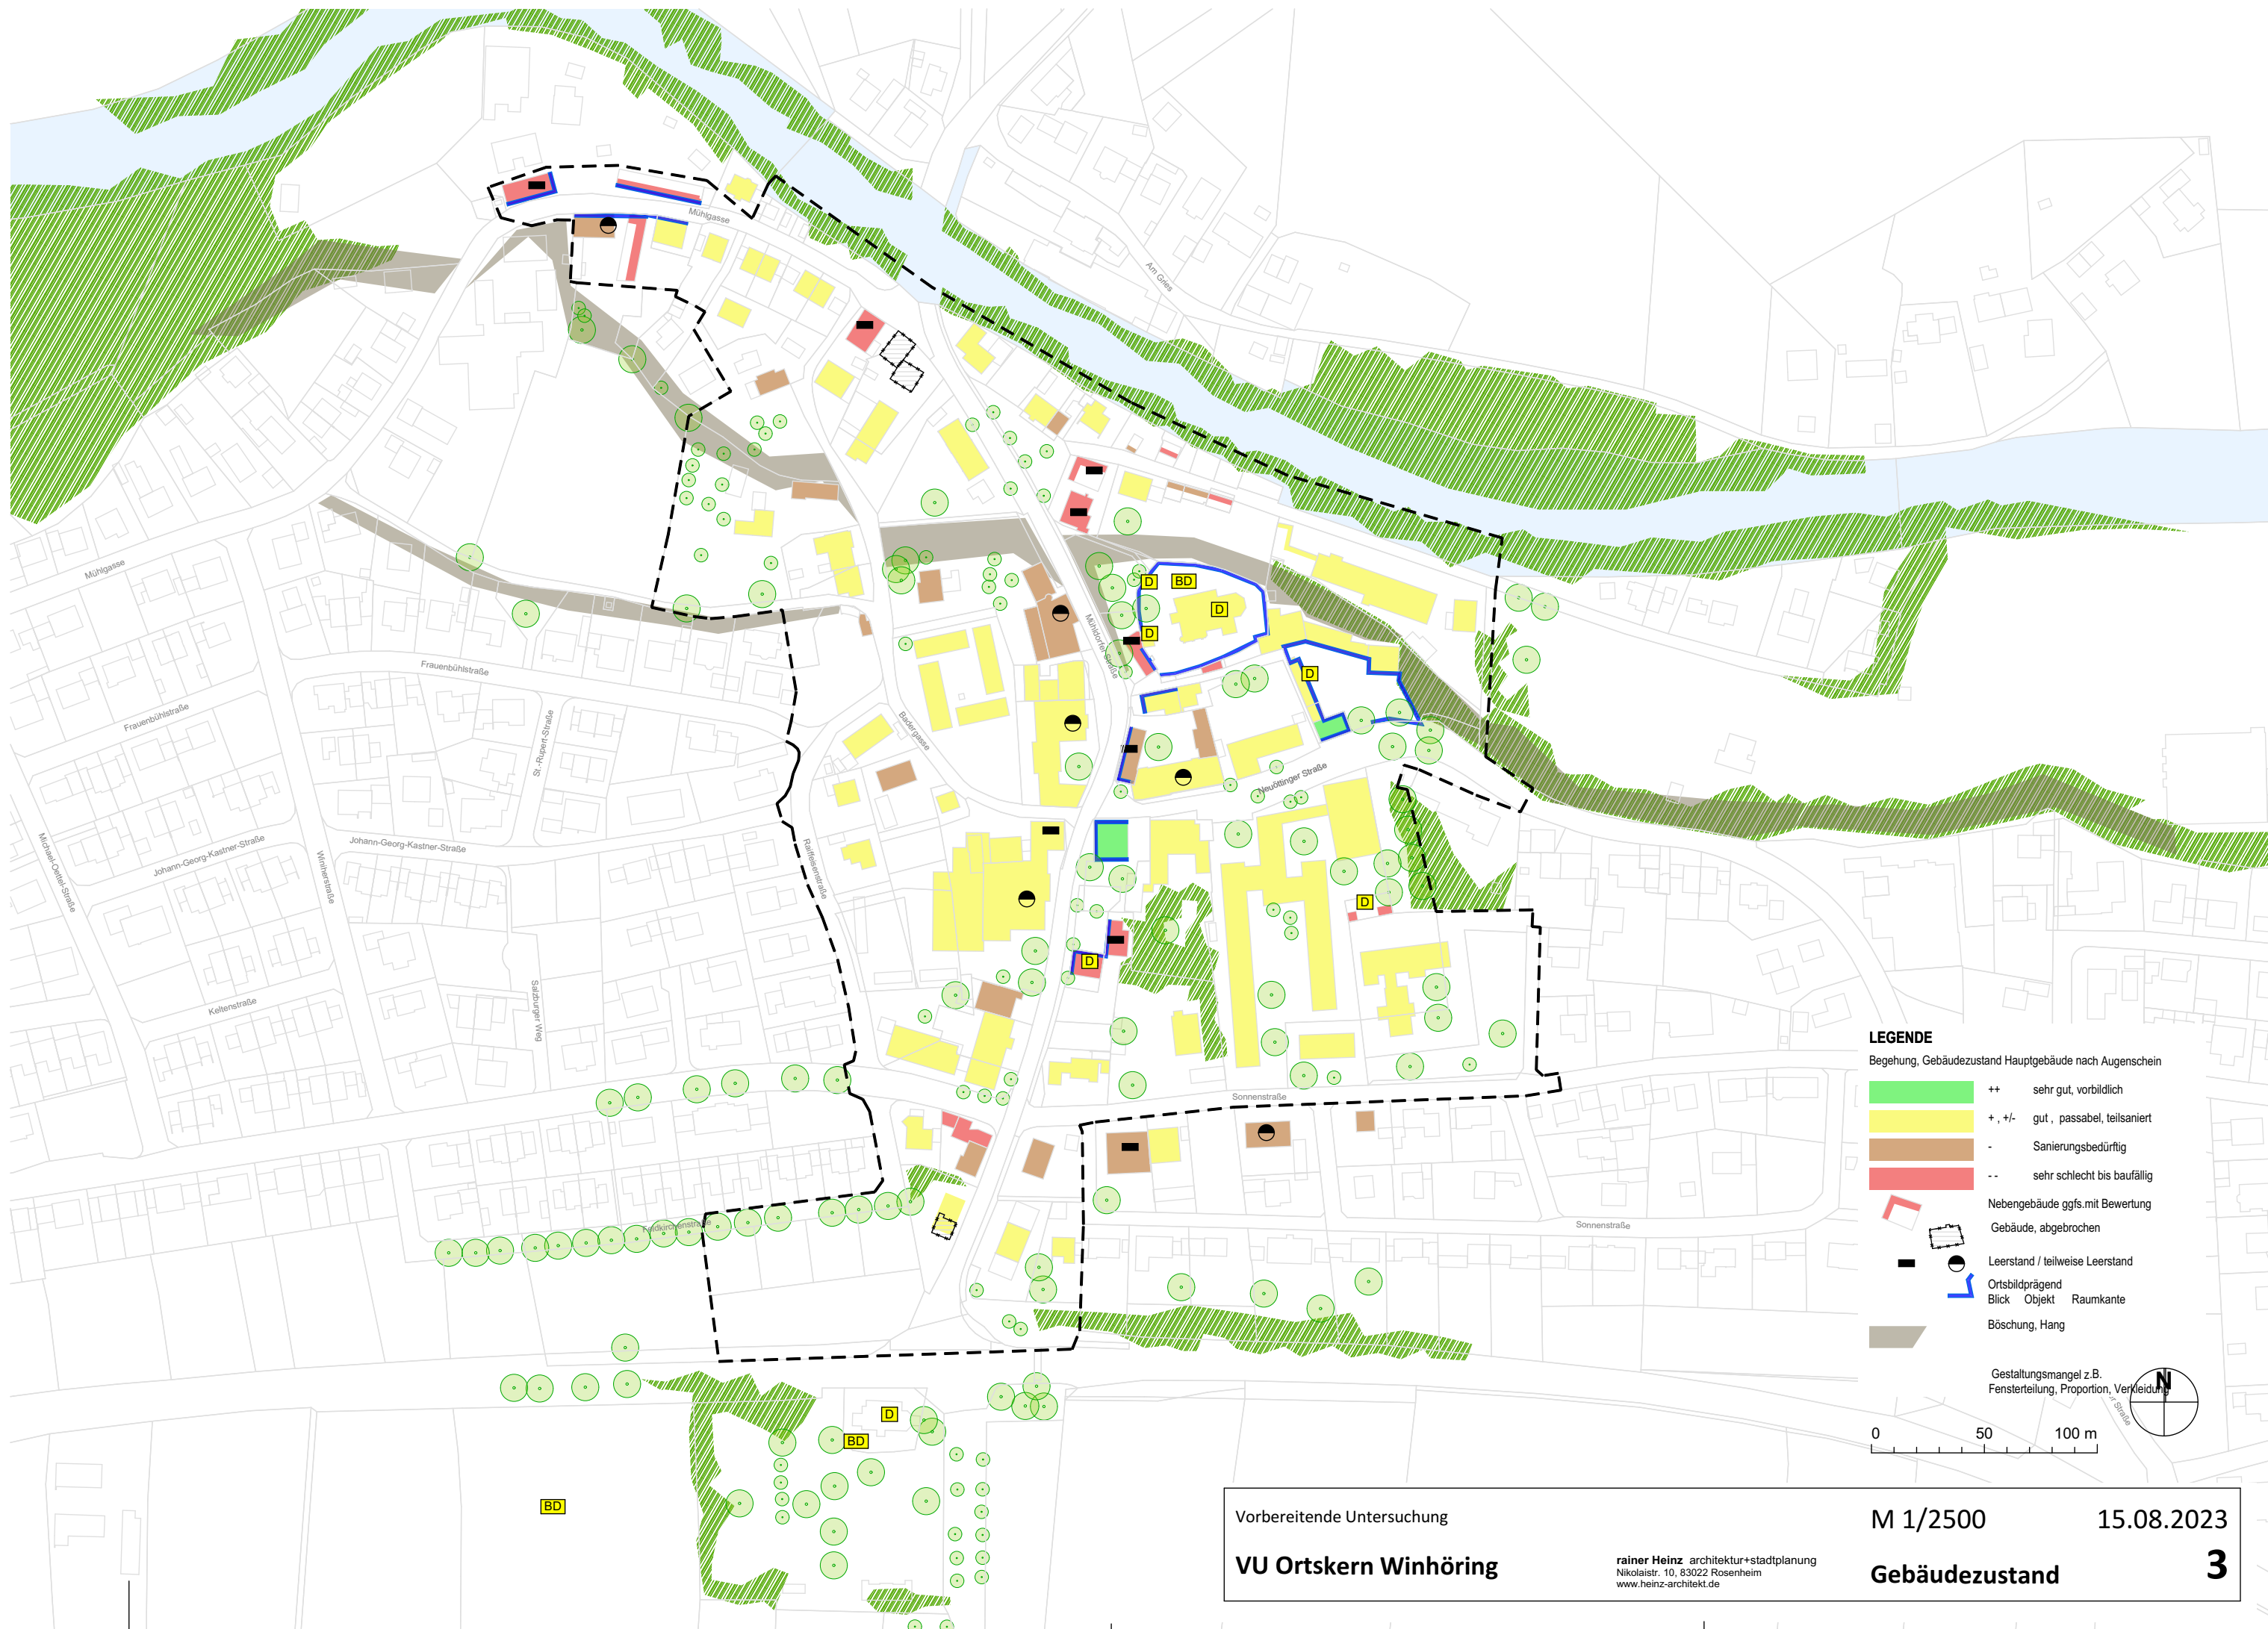 Mühlgasse
Am Gries
D
BD
D
D
Mühldorfer Straße
D
Mühlgasse
Frauenbühlstraße
Frauenbühlstraße
St.-Rupert-Straße
Badergasse
Neuöttinger Straße
Michael-Oettel-Straße
Johann-Georg-Kastner-Straße
Winiherstraße
Johann-Georg-Kastner-Straße
Raiffeisenstraße
D
D
Keltenstraße
Salzburger Weg
Sonnenstraße
Feldkirchenstraße
Sonnenstraße
D
BD
BD
LEGENDE
Begehung, Gebäudezustand Hauptgebäude nach Augenschein
++ sehr gut, vorbildlich
+ , +/- gut , passabel, teilsaniert
- Sanierungsbedürftig
- - sehr schlecht bis baufällig
Nebengebäude ggfs.mit Bewertung
Gebäude, abgebrochen
Leerstand / teilweise Leerstand
Ortsbildprägend
Blick Objekt Raumkante
Böschung, Hang
Gestaltungsmangel z.B.
Fensterteilung, Proportion, Verkleidung
N
0 50 100 m
Vorbereitende Untersuchung
VU Ortskern Winhöring
rainer Heinz architektur+stadtplanung
Nikolaistr. 10, 83022 Rosenheim
www.heinz-architekt.de
M 1/2500 15.08.2023
Gebäudezustand 3